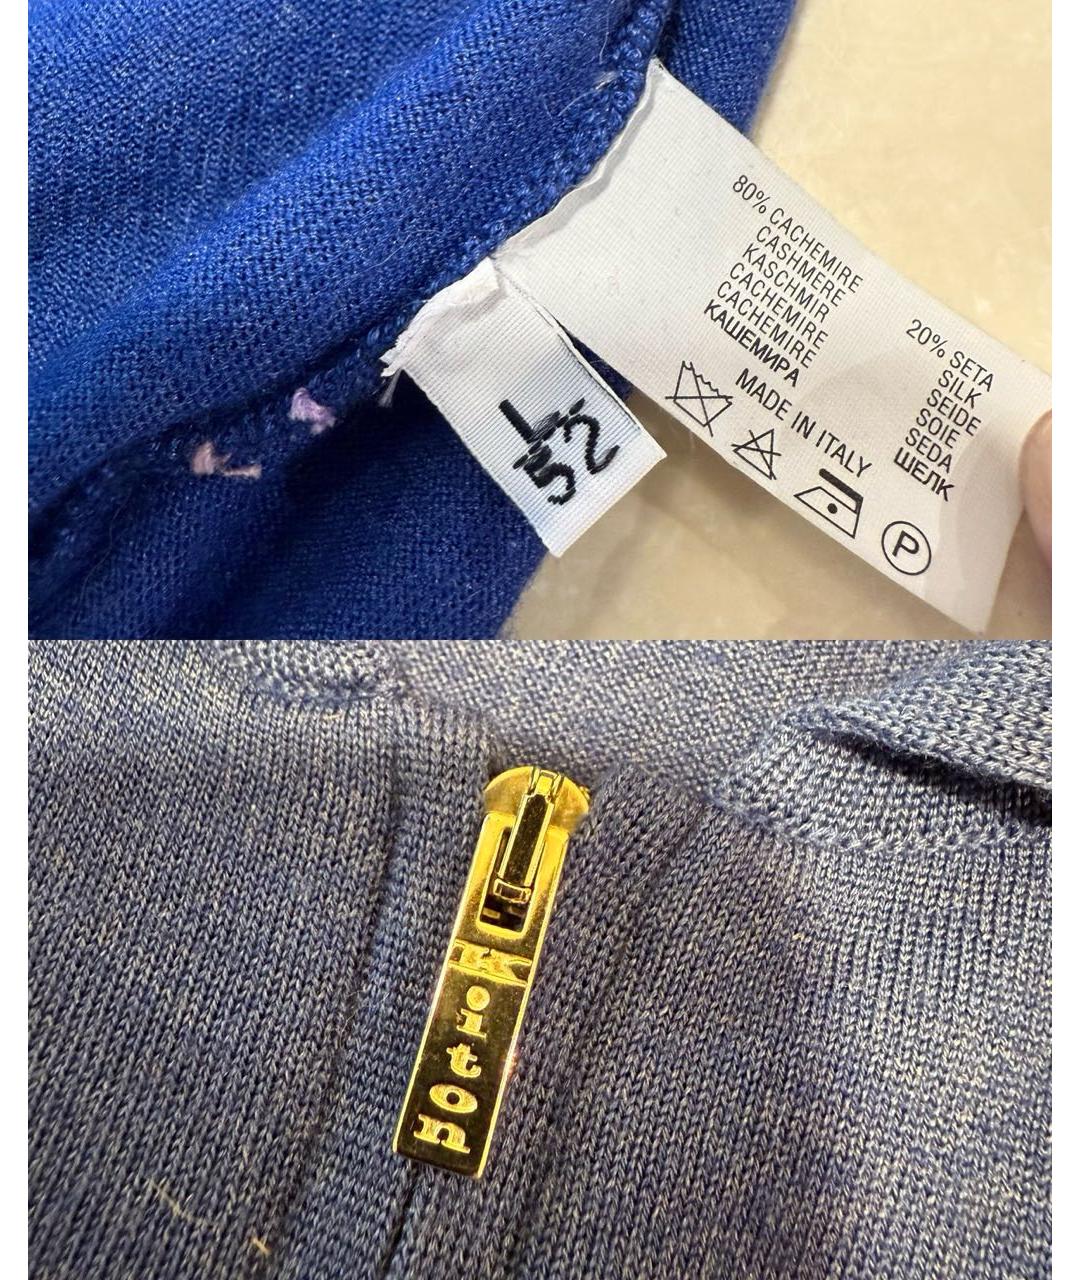 80% CACHEMIRE
CASHMERE
KASCHMIR
CACHEMIRE
CACHEMIRE
КАШЕМИРА
20% SETA
SILK
SEIDE
SOIE
SEDA
ШЕЛК
MADE IN ITALY
P
L
52
Kiton